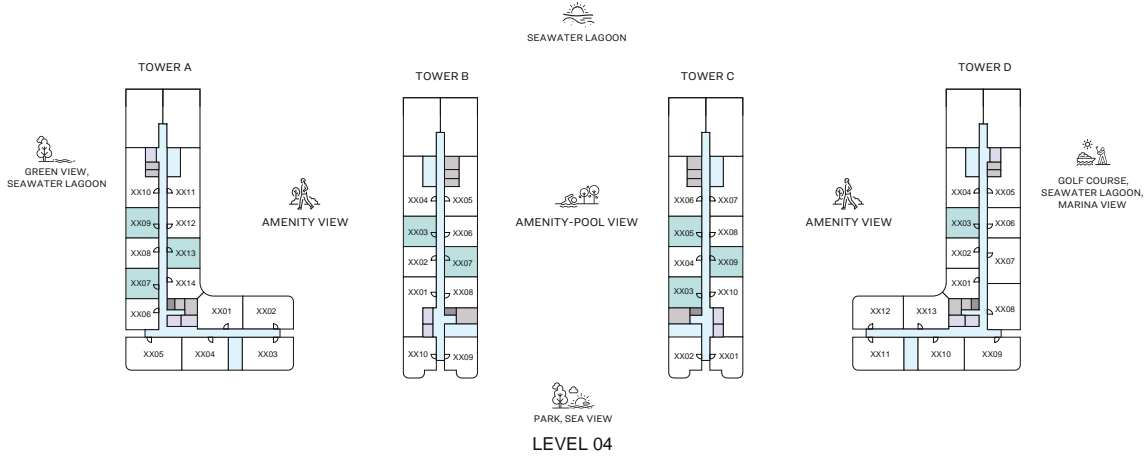 SEAWATER LAGOON
TOWER A
TOWER B
TOWER C
TOWER D
GREEN VIEW,
SEAWATER LAGOON
AMENITY VIEW
AMENITY-POOL VIEW
AMENITY VIEW
GOLF COURSE,
SEAWATER LAGOON,
MARINA VIEW
XX10 XX11
XX09 XX12
XX08 XX13
XX07 XX14
XX06 XX01 XX02
XX05 XX04 XX03
XX04 XX05
XX03 XX06
XX02 XX07
XX01 XX08
XX10 XX09
XX06 XX07
XX05 XX08
XX04 XX09
XX03 XX10
XX02 XX01
XX04 XX05
XX03 XX06
XX02 XX07
XX01 XX08
XX12 XX13
XX11 XX10 XX09
PARK, SEA VIEW
LEVEL 04